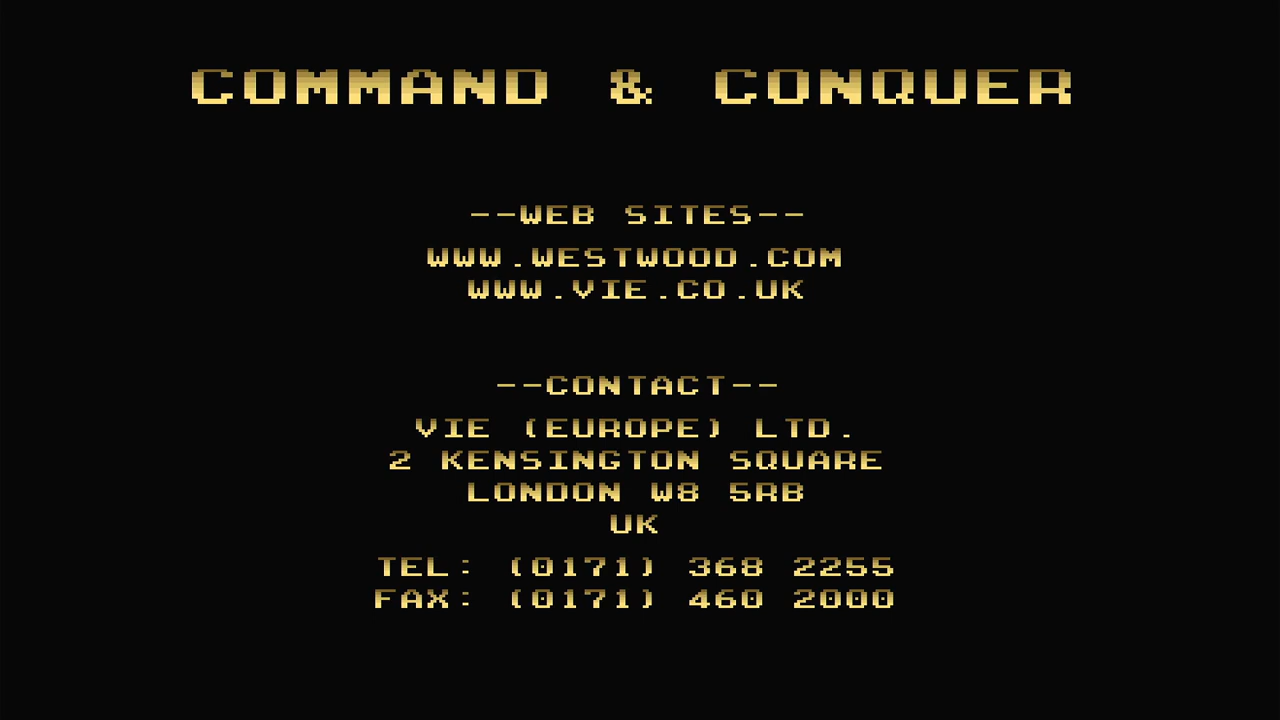 COMMAND & CONQUER
--WEB SITES--
WWW.WESTWOOD.COM
WWW.VIE.CO.UK
--CONTACT--
VIE (EUROPE) LTD.
2 KENSINGTON SQUARE
LONDON W8 5RB
UK
TEL: (0171) 368 2255
FAX: (0171) 460 2000